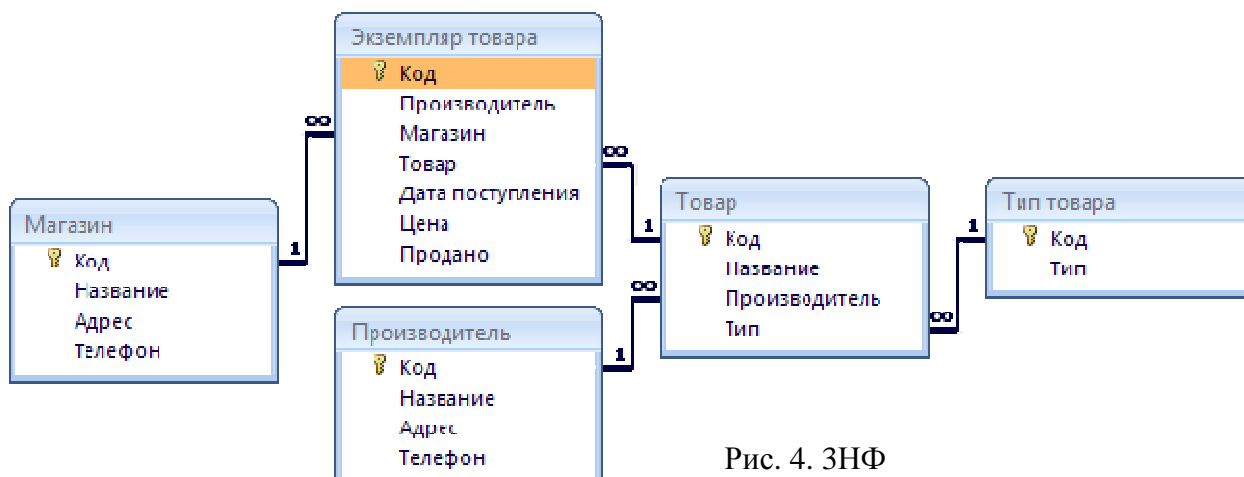 Экземпляр товара
Код
Производитель
Магазин
Товар
Дата поступления
Цена
Продано
∞
∞
1
1
Магазин
Код
Название
Адрес
Телефон
Производитель
Код
Название
Адрес
Телефон
∞
1
Товар
Код
Название
Производитель
Тип
∞
1
Тип товара
Код
Тип
Рис. 4. 3НФ